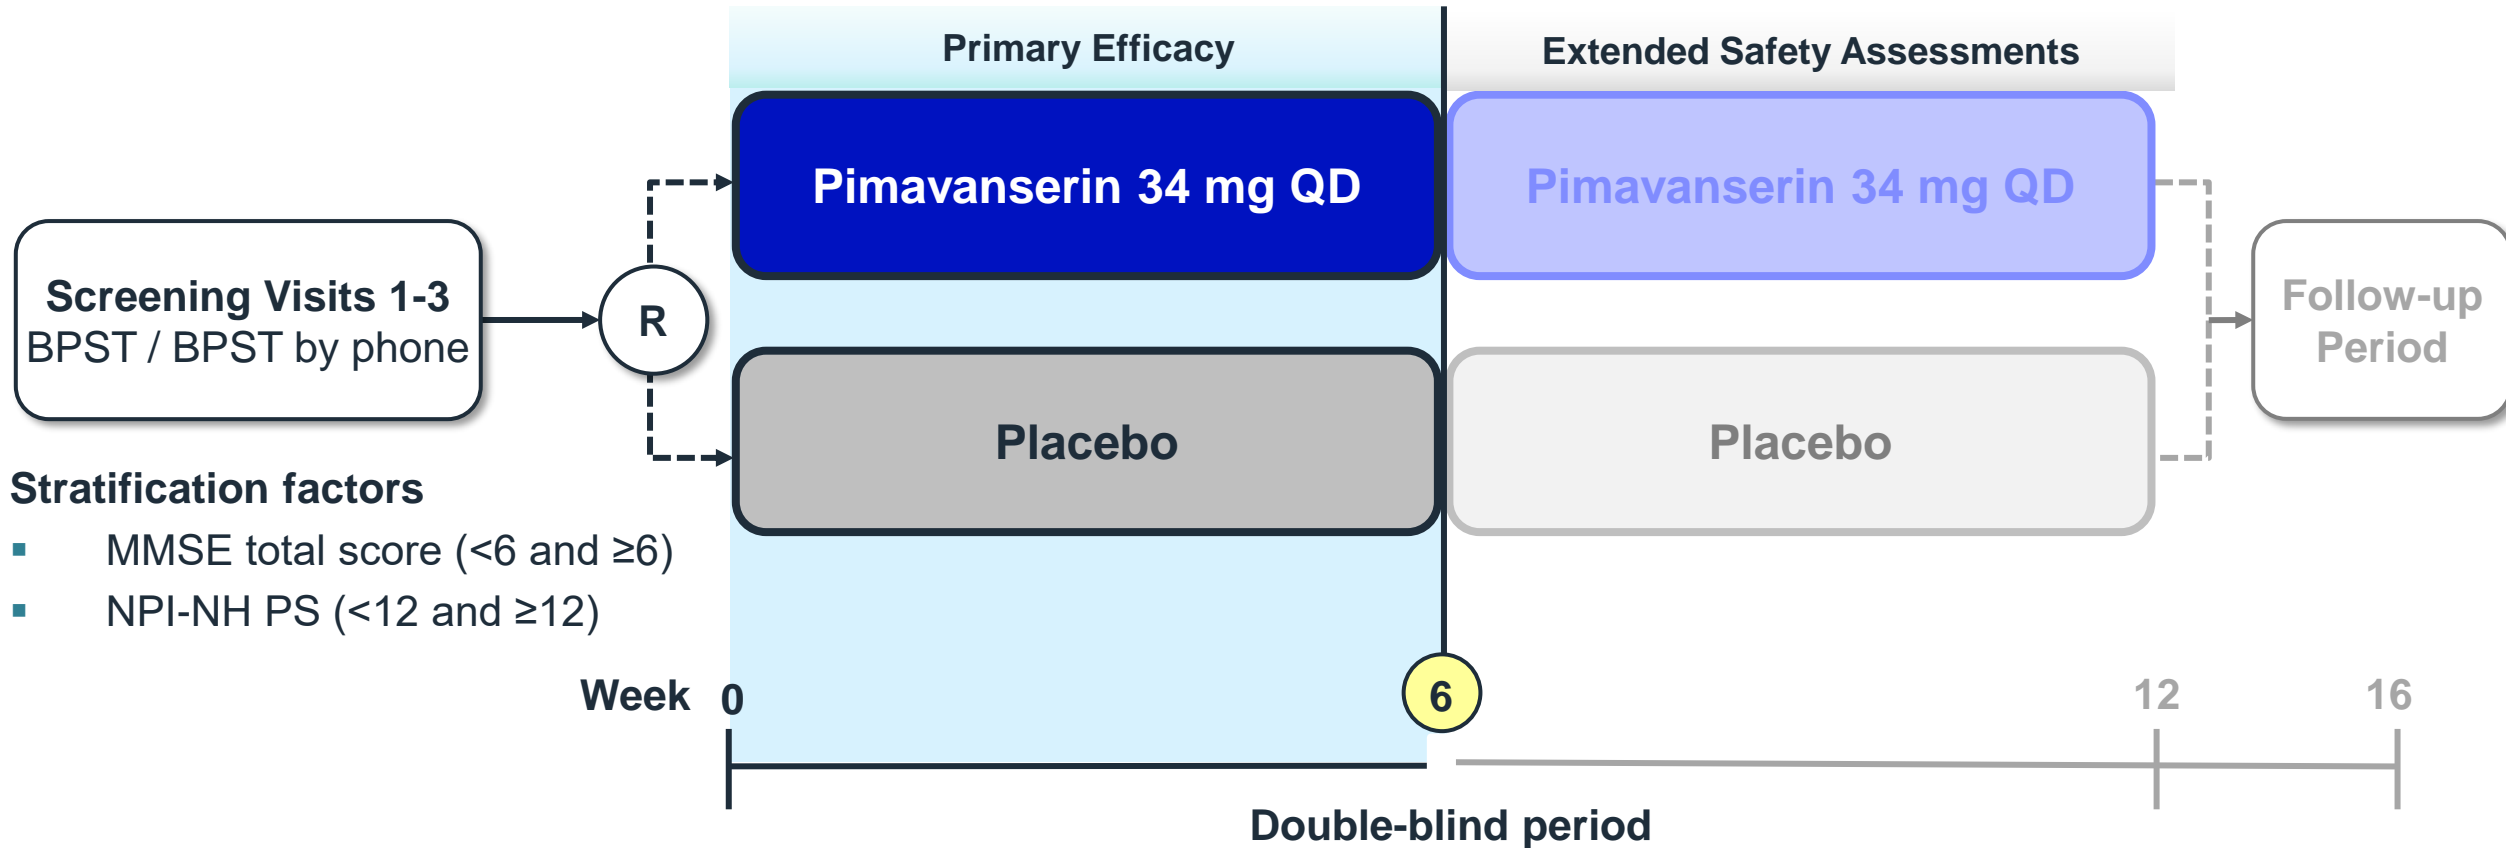 Primary Efficacy
Extended Safety Assessments
Pimavanserin 34 mg QD
Pimavanserin 34 mg QD
Screening Visits 1-3
BPST / BPST by phone
R
Follow-up
Period
Placebo
Placebo
Stratification factors
▪ MMSE total score (<6 and ≥6)
▪ NPI-NH PS (<12 and ≥12)
Week 0 6 12 16
Double-blind period